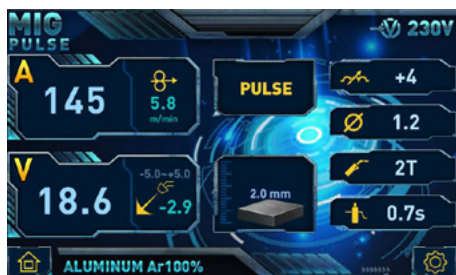 MIG
PULSE
230V
A
145
5.8
m/min
PULSE
+4
1.2
V
18.6
-5.0~+5.0
-2.9
2.0 mm
2T
0.7s
ALUMINUM Ar100%